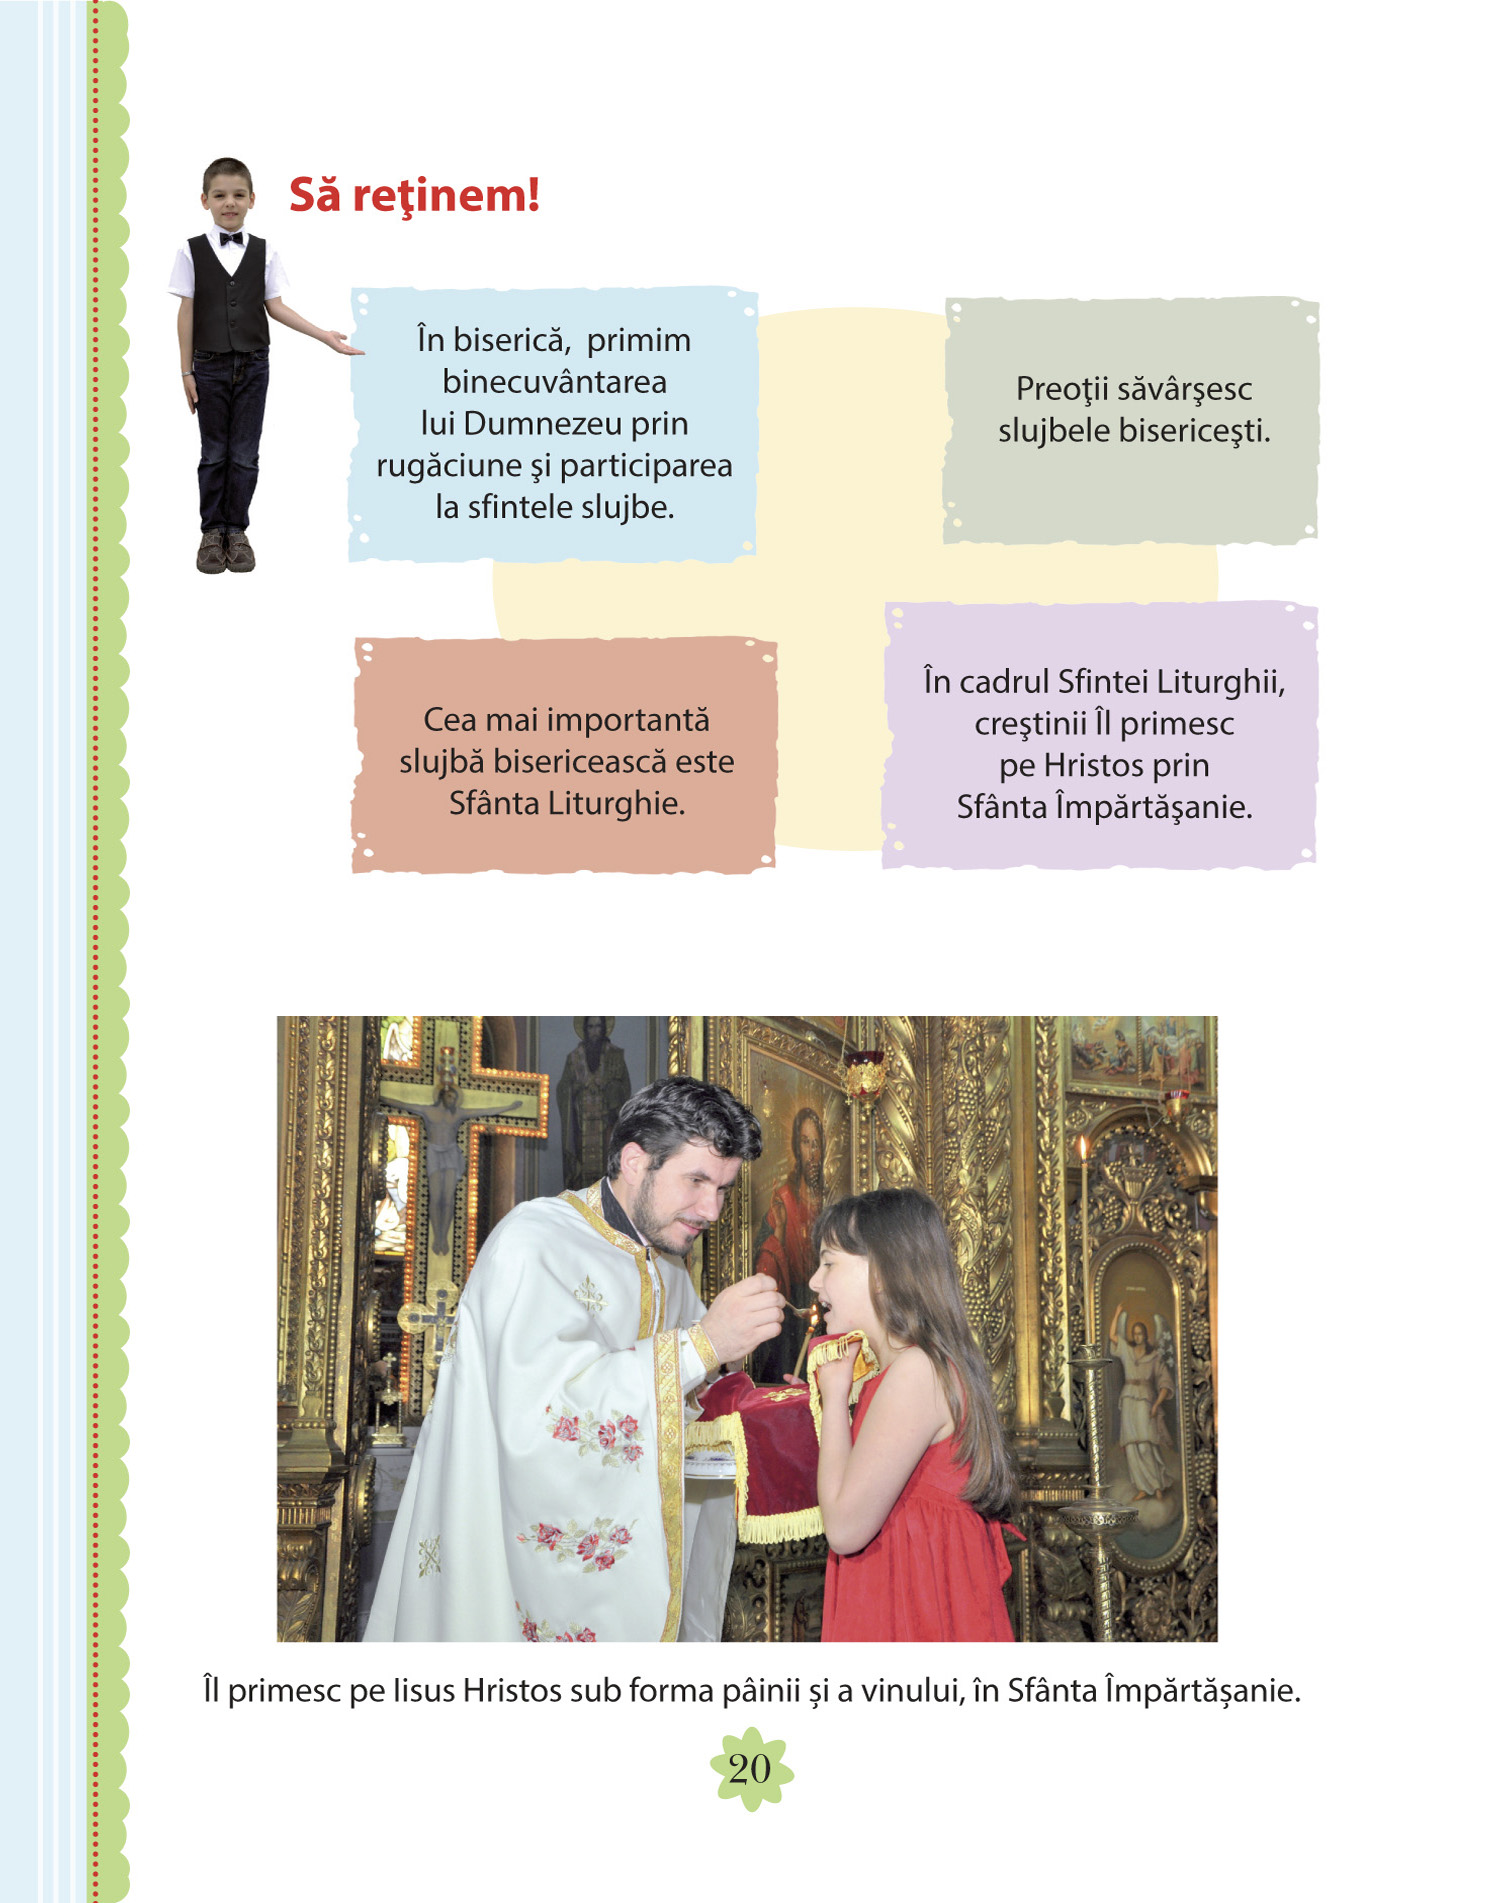 Să reţinem!
În biserică, primim
binecuvântarea
lui Dumnezeu prin
rugăciune şi participarea
la sfintele slujbe.
Preoţii săvârşesc
slujbele bisericeşti.
Cea mai importantă
slujbă bisericească este
Sfânta Liturghie.
În cadrul Sfintei Liturghii,
creştinii Îl primesc
pe Hristos prin
Sfânta Împărtăşanie.
Îl primesc pe Iisus Hristos sub forma pâinii și a vinului, în Sfânta Împărtășanie.
20